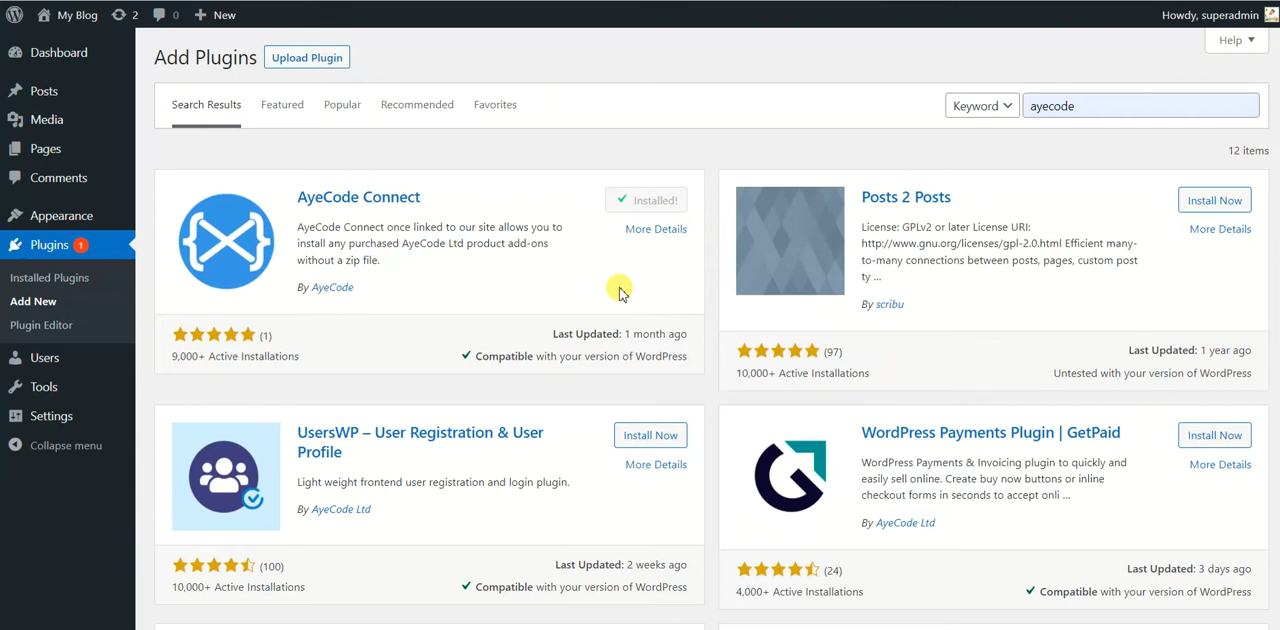 My Blog 2 0 New
Howdy, superadmin
Help
Dashboard
Posts
Media
Pages
Comments
Appearance
Plugins 1
Installed Plugins
Add New
Plugin Editor
Users
Tools
Settings
Collapse menu
Add Plugins
Upload Plugin
Search Results Featured Popular Recommended Favorites
Keyword
ayecode
12 items
AyeCode Connect
Installed!
More Details
AyeCode Connect once linked to our site allows you to
install any purchased AyeCode Ltd product add-ons
without a zip file.
By AyeCode
(1)
9,000+ Active Installations
Last Updated: 1 month ago
Compatible with your version of WordPress
Posts 2 Posts
Install Now
More Details
License: GPLv2 or later License URI:
http://www.gnu.org/licenses/gpl-2.0.html Efficient many-
to-many connections between posts, pages, custom post
ty ...
By scribu
(97)
10,000+ Active Installations
Last Updated: 1 year ago
Untested with your version of WordPress
UsersWP – User Registration & User
Profile
Install Now
More Details
Light weight frontend user registration and login plugin.
By AyeCode Ltd
(100)
10,000+ Active Installations
Last Updated: 2 weeks ago
Compatible with your version of WordPress
WordPress Payments Plugin | GetPaid
Install Now
More Details
WordPress Payments & Invoicing plugin to quickly and
easily sell online. Create buy now buttons or inline
checkout forms in seconds to accept onli ...
By AyeCode Ltd
(24)
4,000+ Active Installations
Last Updated: 3 days ago
Compatible with your version of WordPress